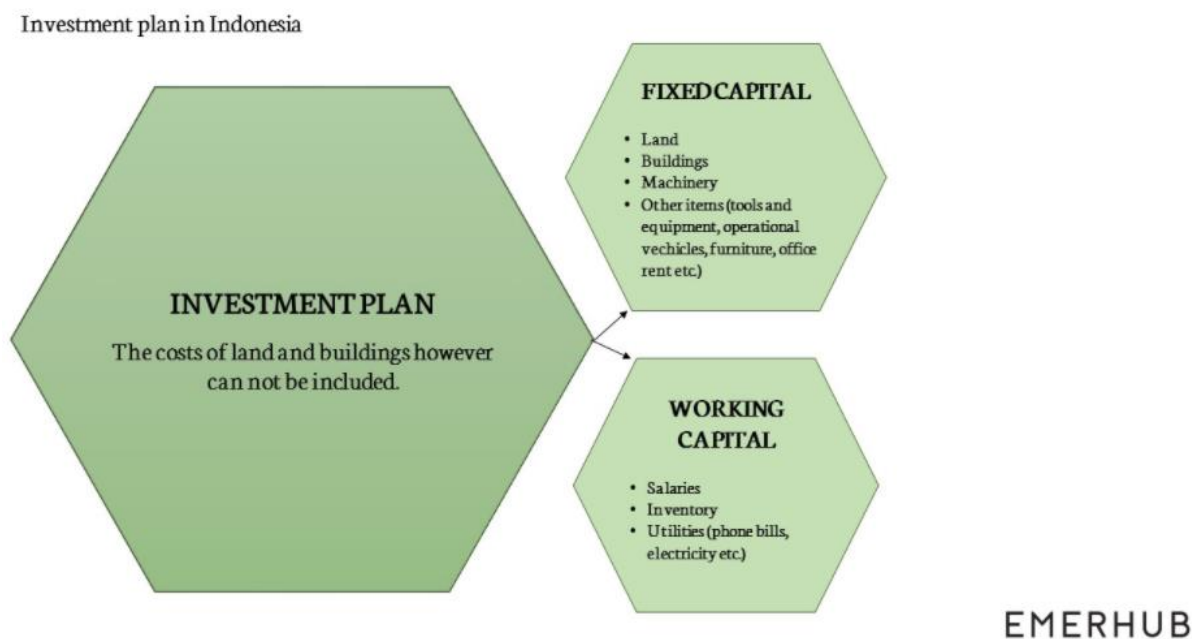 Investment plan in Indonesia
INVESTMENT PLAN
The costs of land and buildings however
can not be included.
FIXED CAPITAL
• Land
• Buildings
• Machinery
• Other items (tools and
equipment, operational
vechicles, furniture, office
rent etc.)
WORKING
CAPITAL
• Salaries
• Inventory
• Utilities (phone bills,
electricity etc.)
EMERHUB